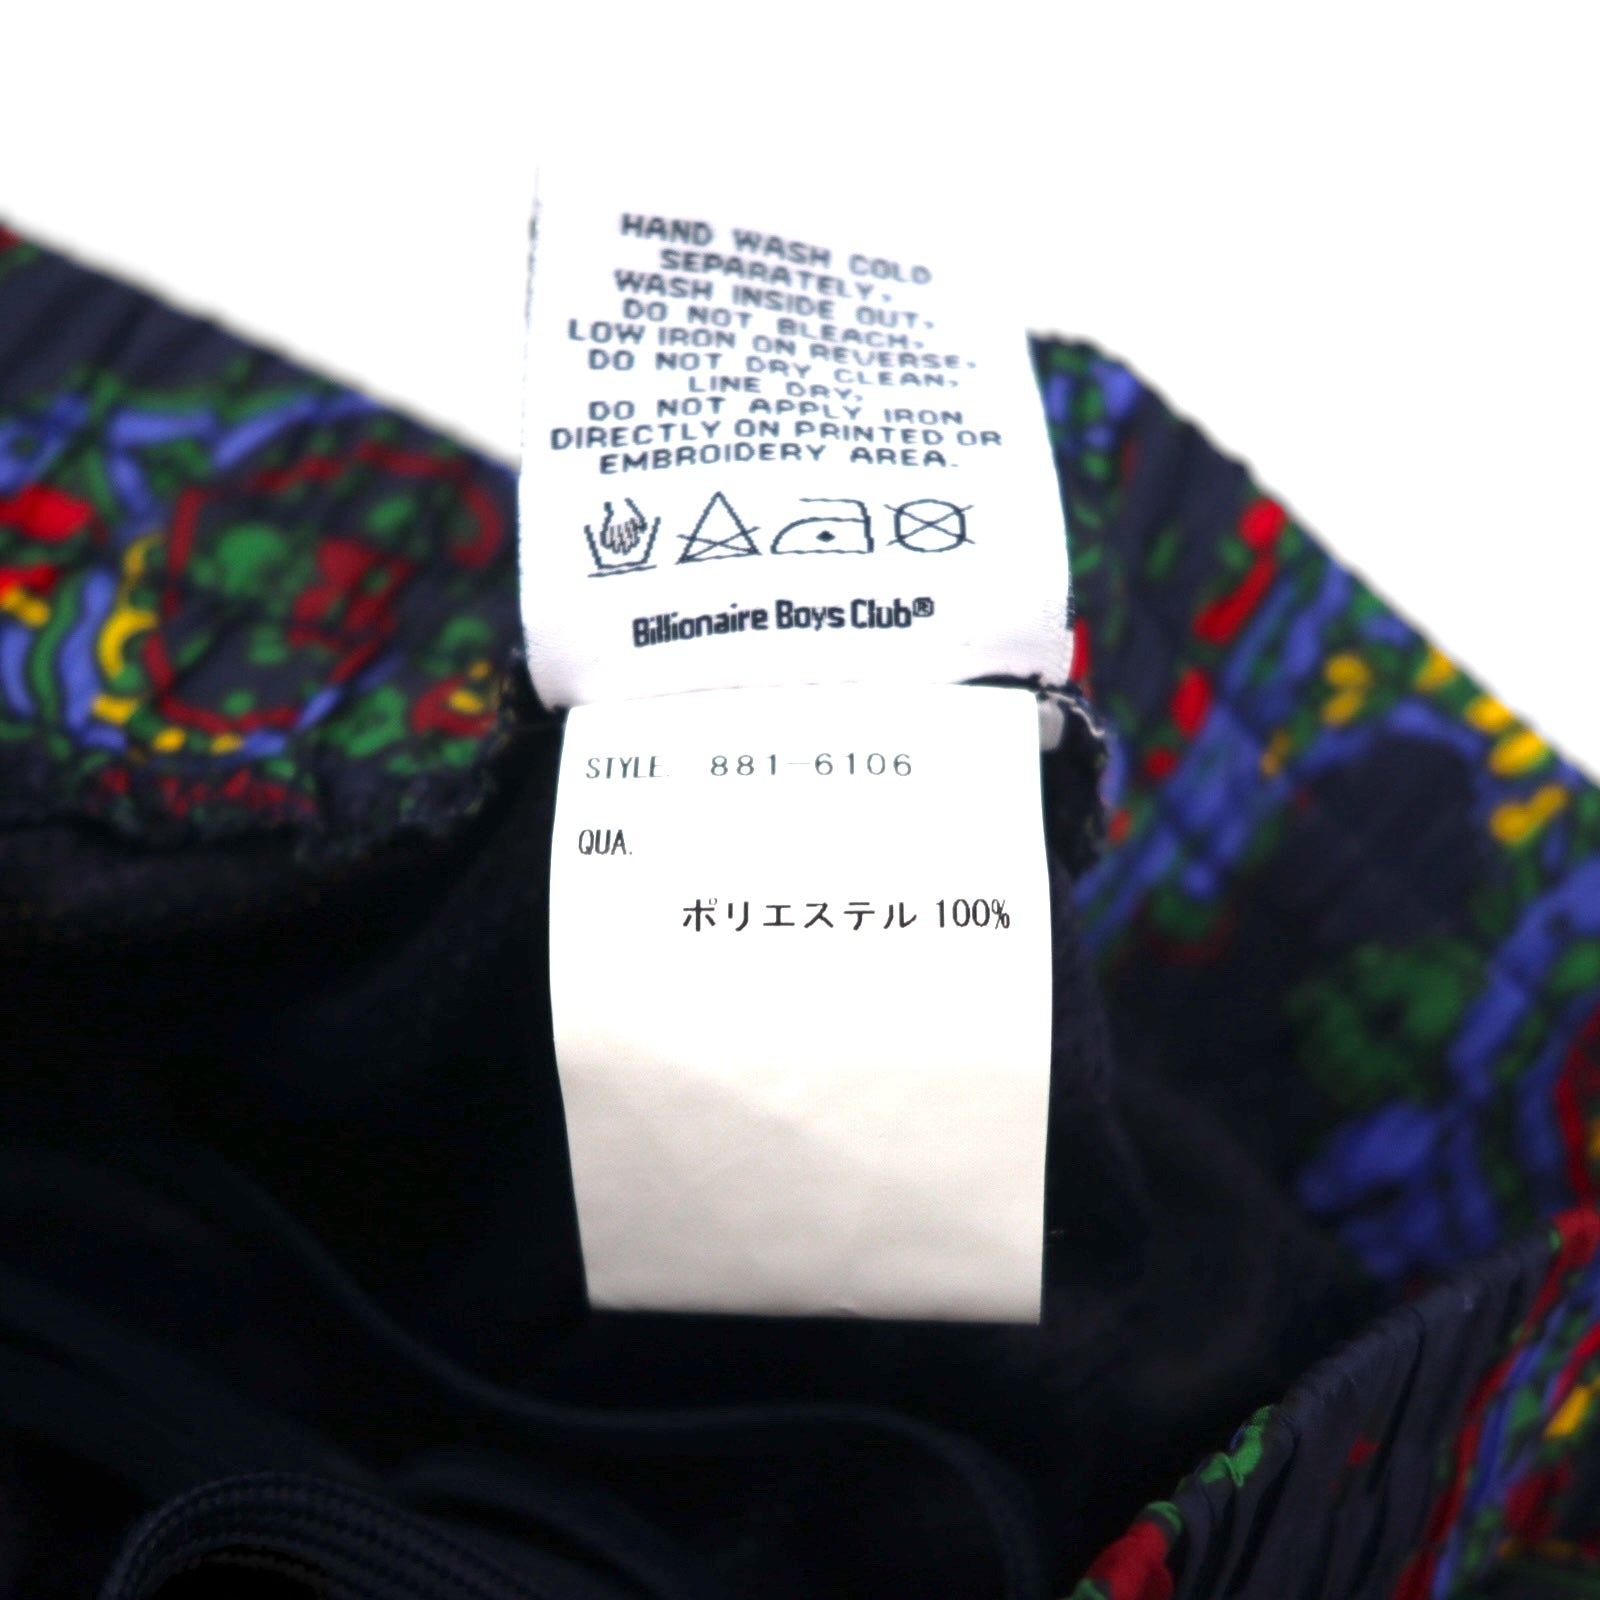 HAND WASH COLD
SEPARATELY,
WASH INSIDE OUT,
DO NOT BLEACH,
LOW IRON ON REVERSE,
DO NOT DRY CLEAN,
LINE DRY,
DO NOT APPLY IRON
DIRECTLY ON PRINTED OR
EMBROIDERY AREA.
Billionaire Boys Club®
STYLE. 881-6106
QUA.
ポリエステル 100%